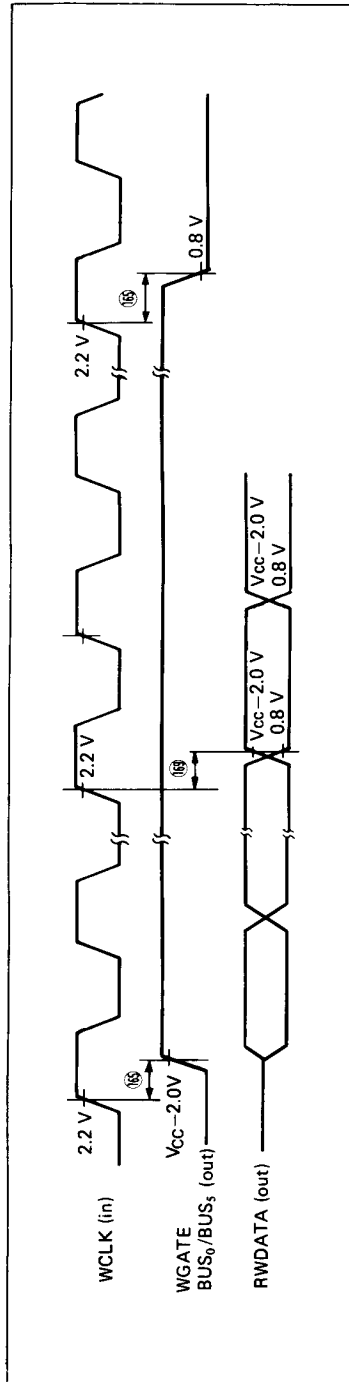 2.2 V 2.2 V 2.2 V
WCLK (in)
165 165
VCC−2.0V
WGATE
BUS₀/BUS₅ (out)
0.8 V
169
Vcc−2.0 V Vcc−2.0 V
0.8 V 0.8 V
RWDATA (out)